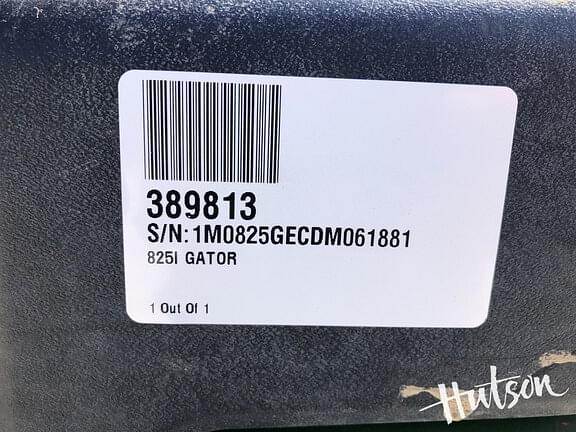 389813
S/N:1M0825GECDM061881
825I GATOR
1 Out Of 1
Hutson